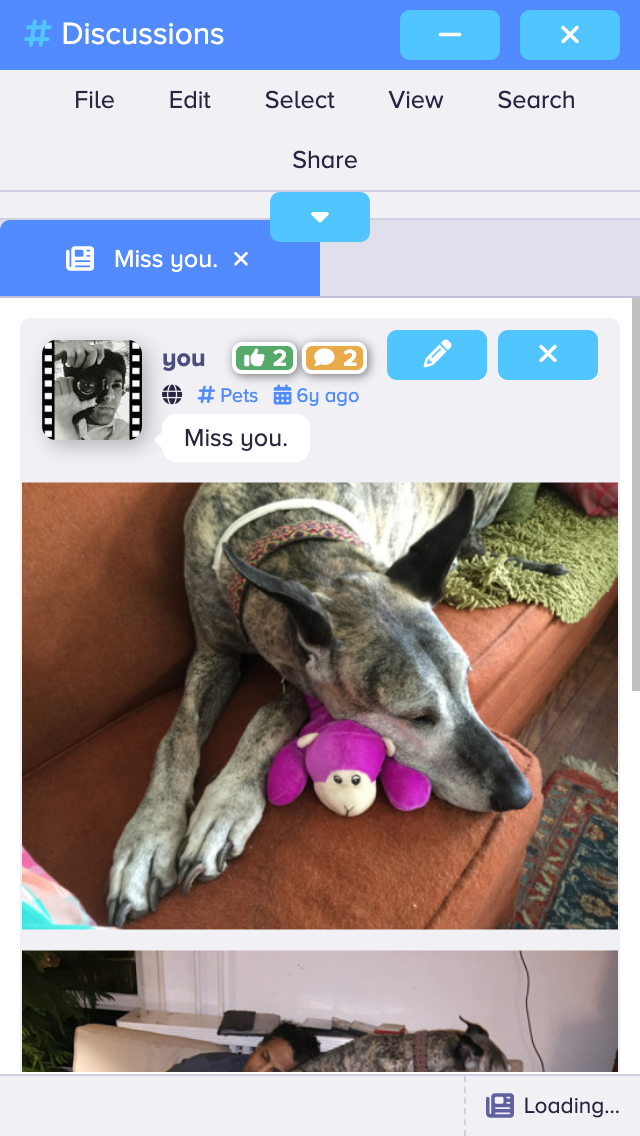 # Discussions
File Edit Select View Search
Share
Miss you.
you 2 2
# Pets 6y ago
Miss you.
Loading...